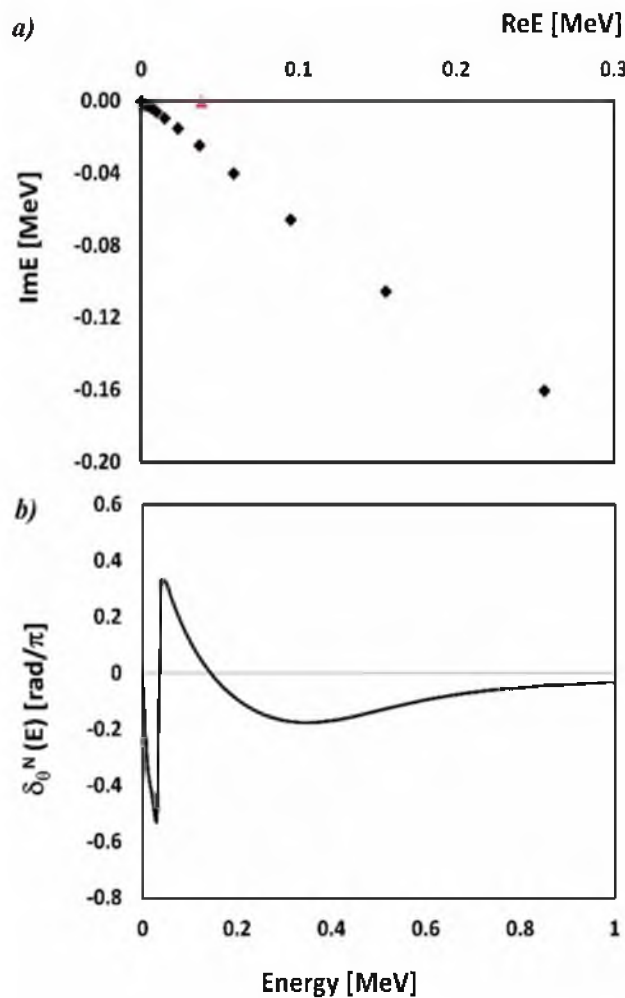 a)
ReE [MeV]
0 0.1 0.2 0.3
0.00
-0.04
-0.08
-0.12
-0.16
-0.20
ImE [MeV]
b)
0.6
0.4
0.2
0
-0.2
-0.4
-0.6
-0.8
δ₀ᴺ(E) [rad/π]
0 0.2 0.4 0.6 0.8 1
Energy [MeV]